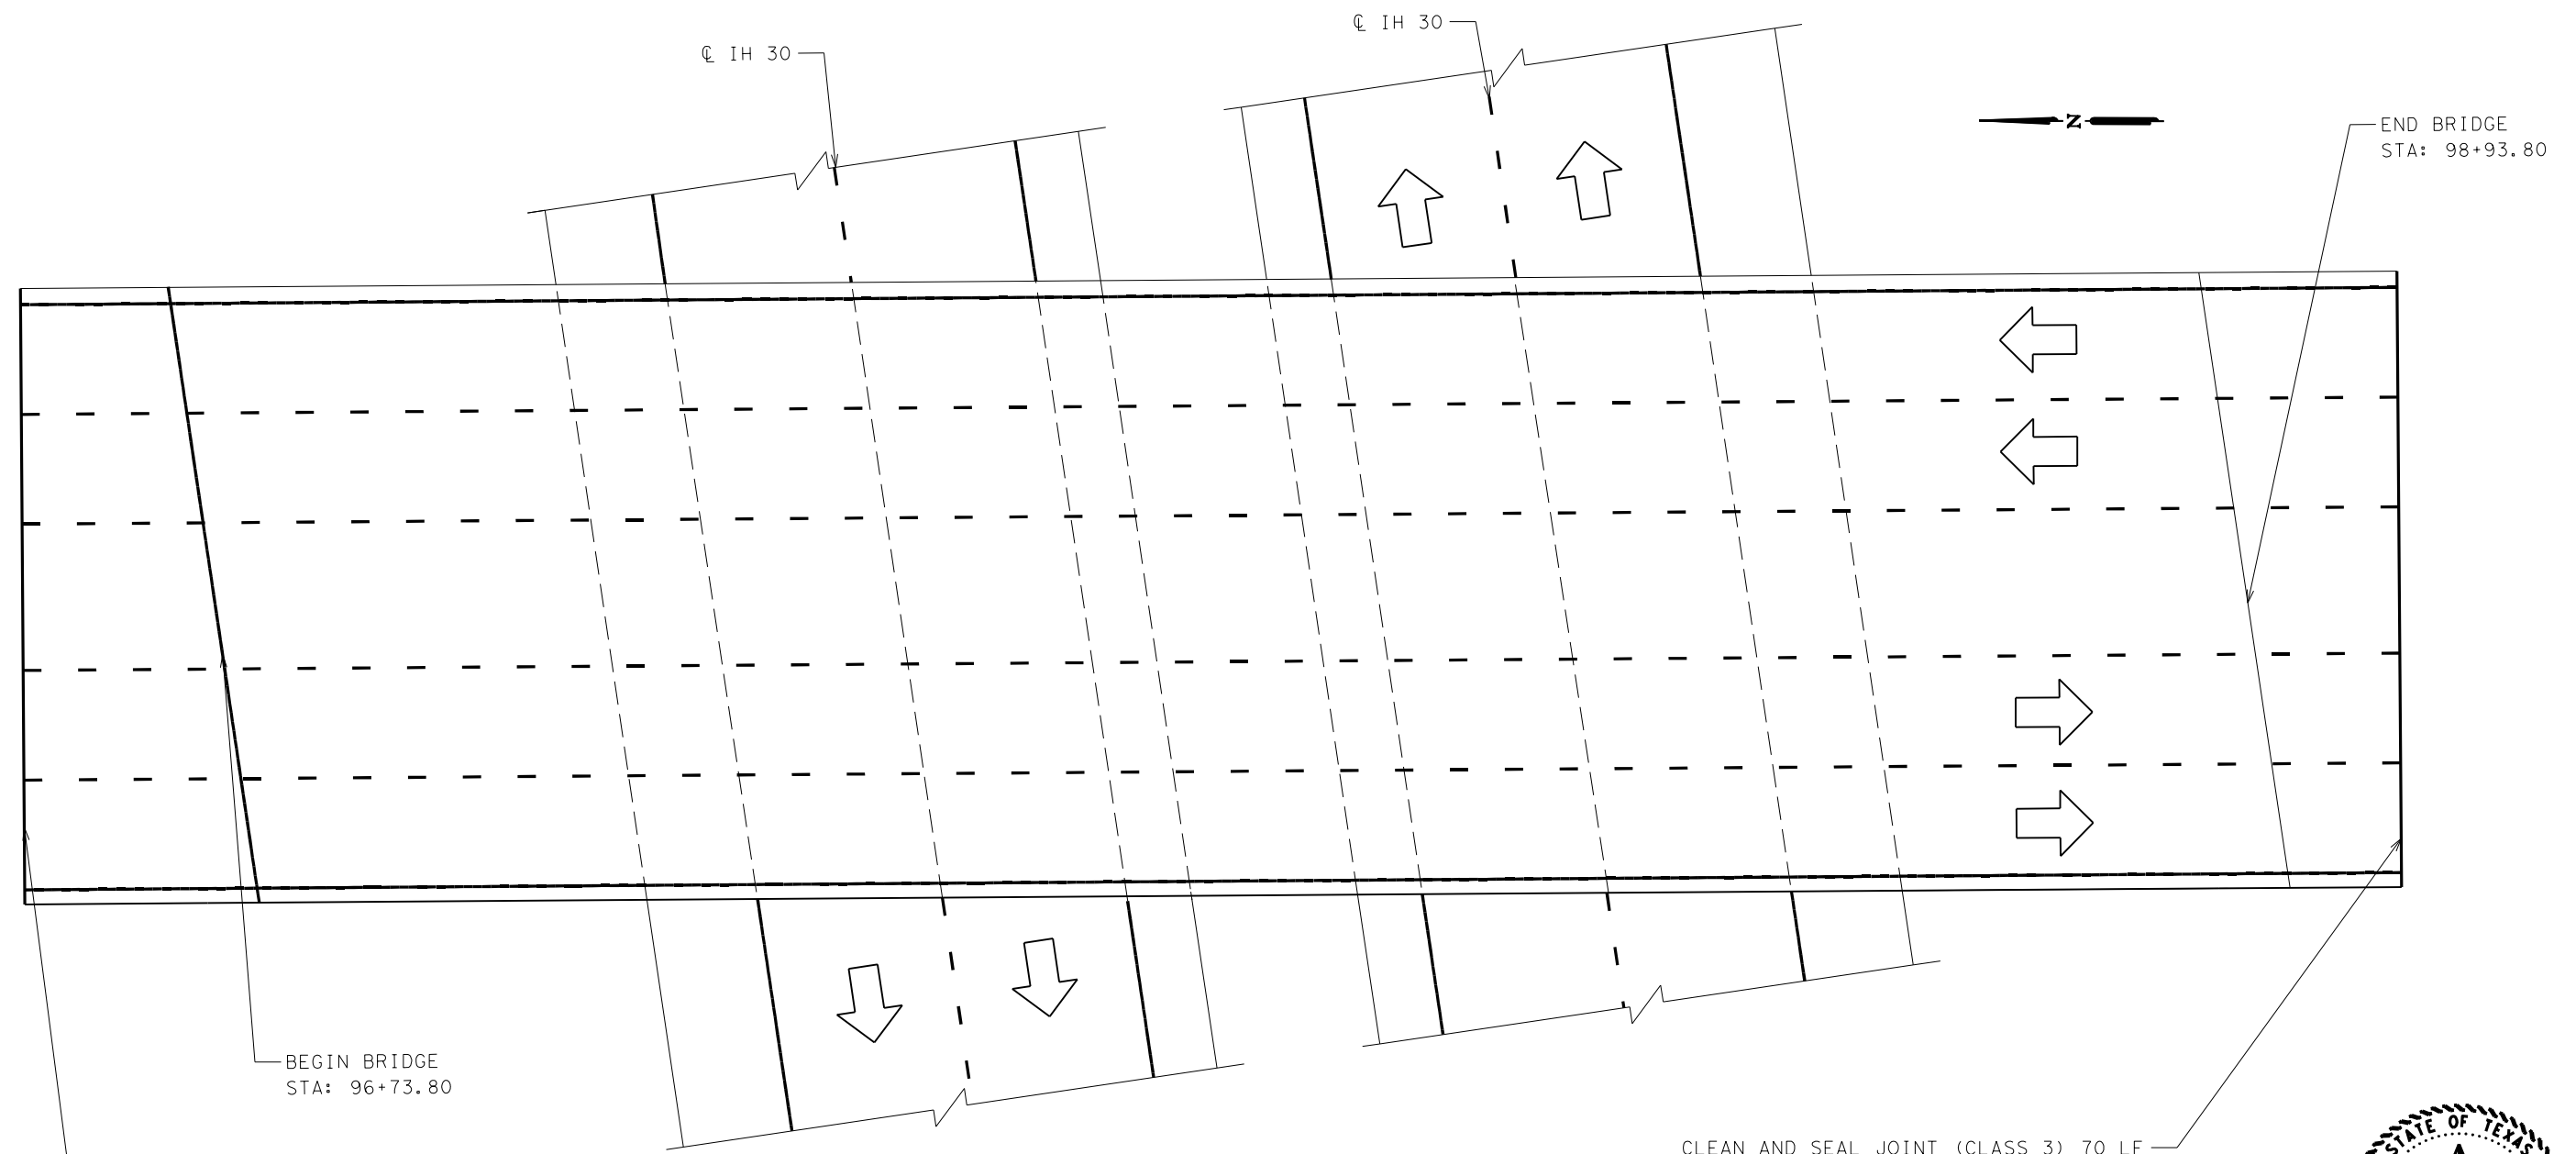 ℄ IH 30
℄ IH 30
N
END BRIDGE
STA: 98+93.80
BEGIN BRIDGE
STA: 96+73.80
CLEAN AND SEAL JOINT (CLASS 3) 70 LF
STATE OF TEXAS